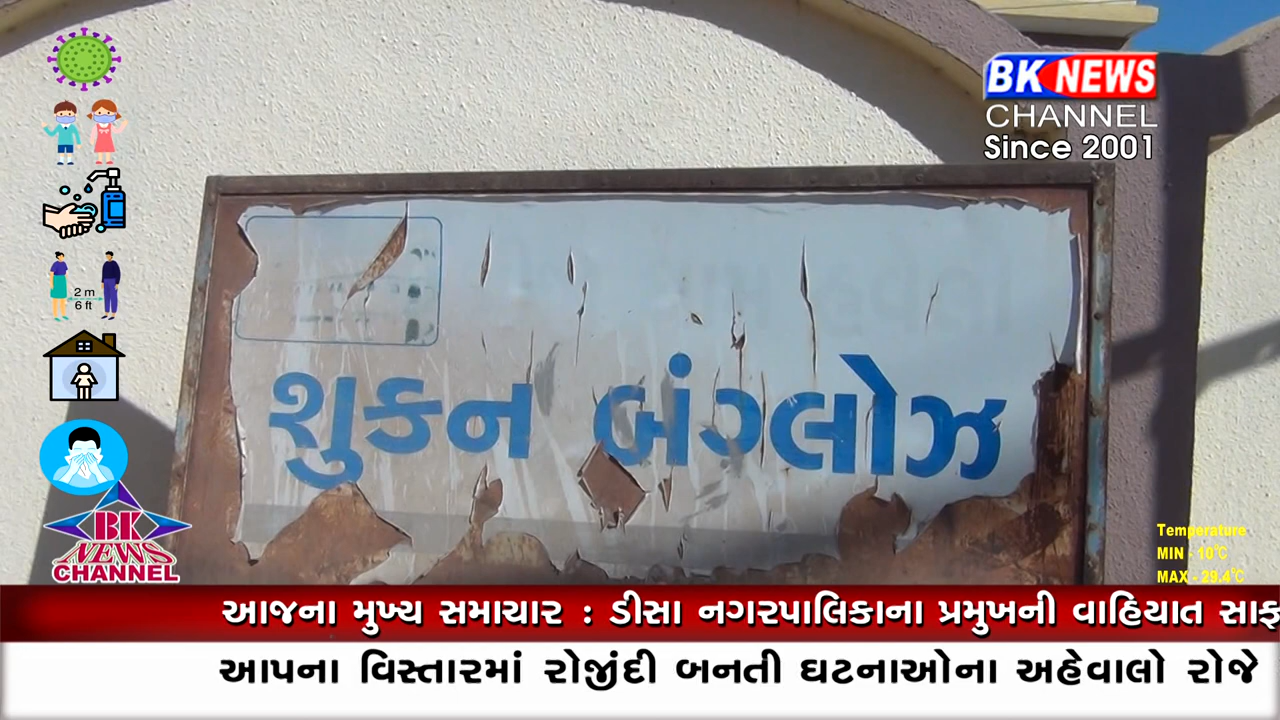 BK NEWS
CHANNEL
Since 2001
2 m
6 ft
શુકન બંગ્લોઝ
BK
NEWS
CHANNEL
Temperature
MIN - 10°C
MAX - 29.4°C
આજના મુખ્ય સમાચાર : ડીસા નગરપાલિકાના પ્રમુખની વાહિયાત
આપના વિસ્તારમાં રોજીંદી બનતી ઘટનાઓના અહેવાલો રોજે